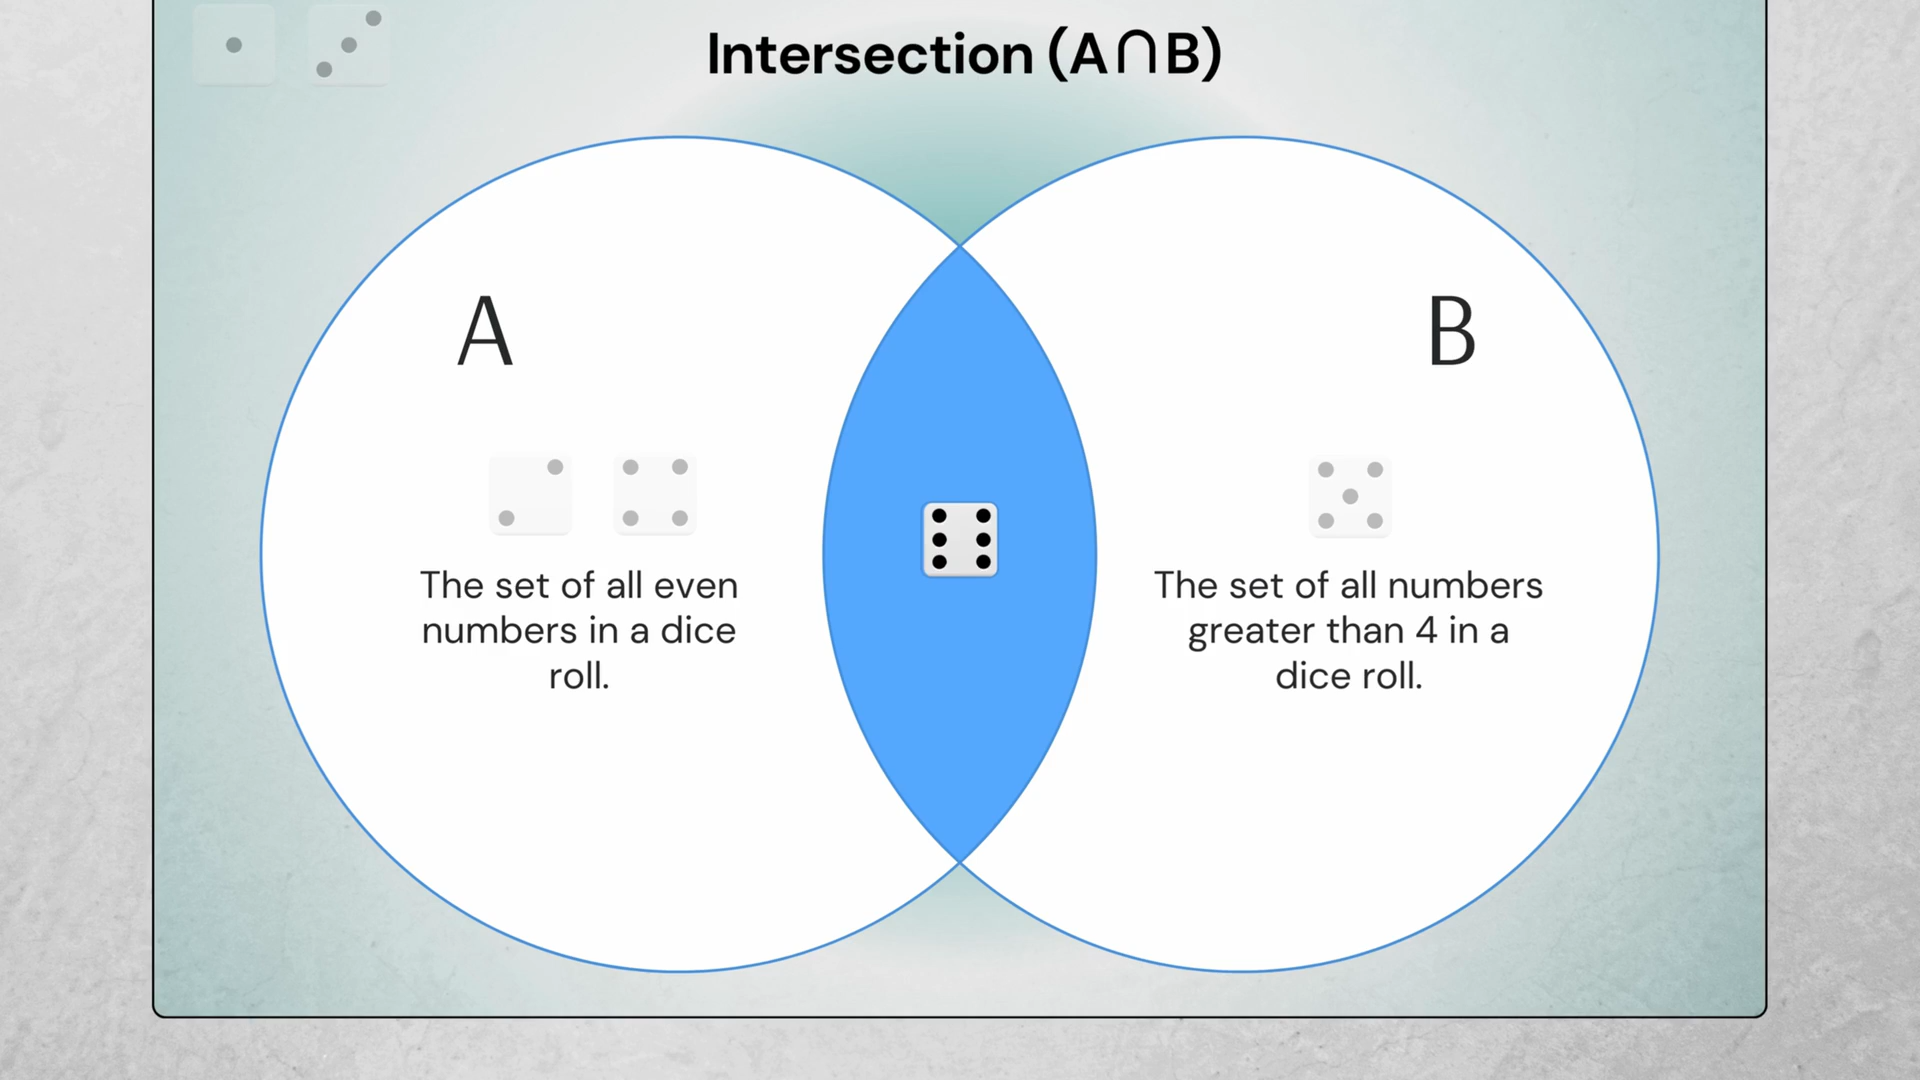 Intersection (A∩B)
A
B
The set of all even
numbers in a dice
roll.
The set of all numbers
greater than 4 in a
dice roll.